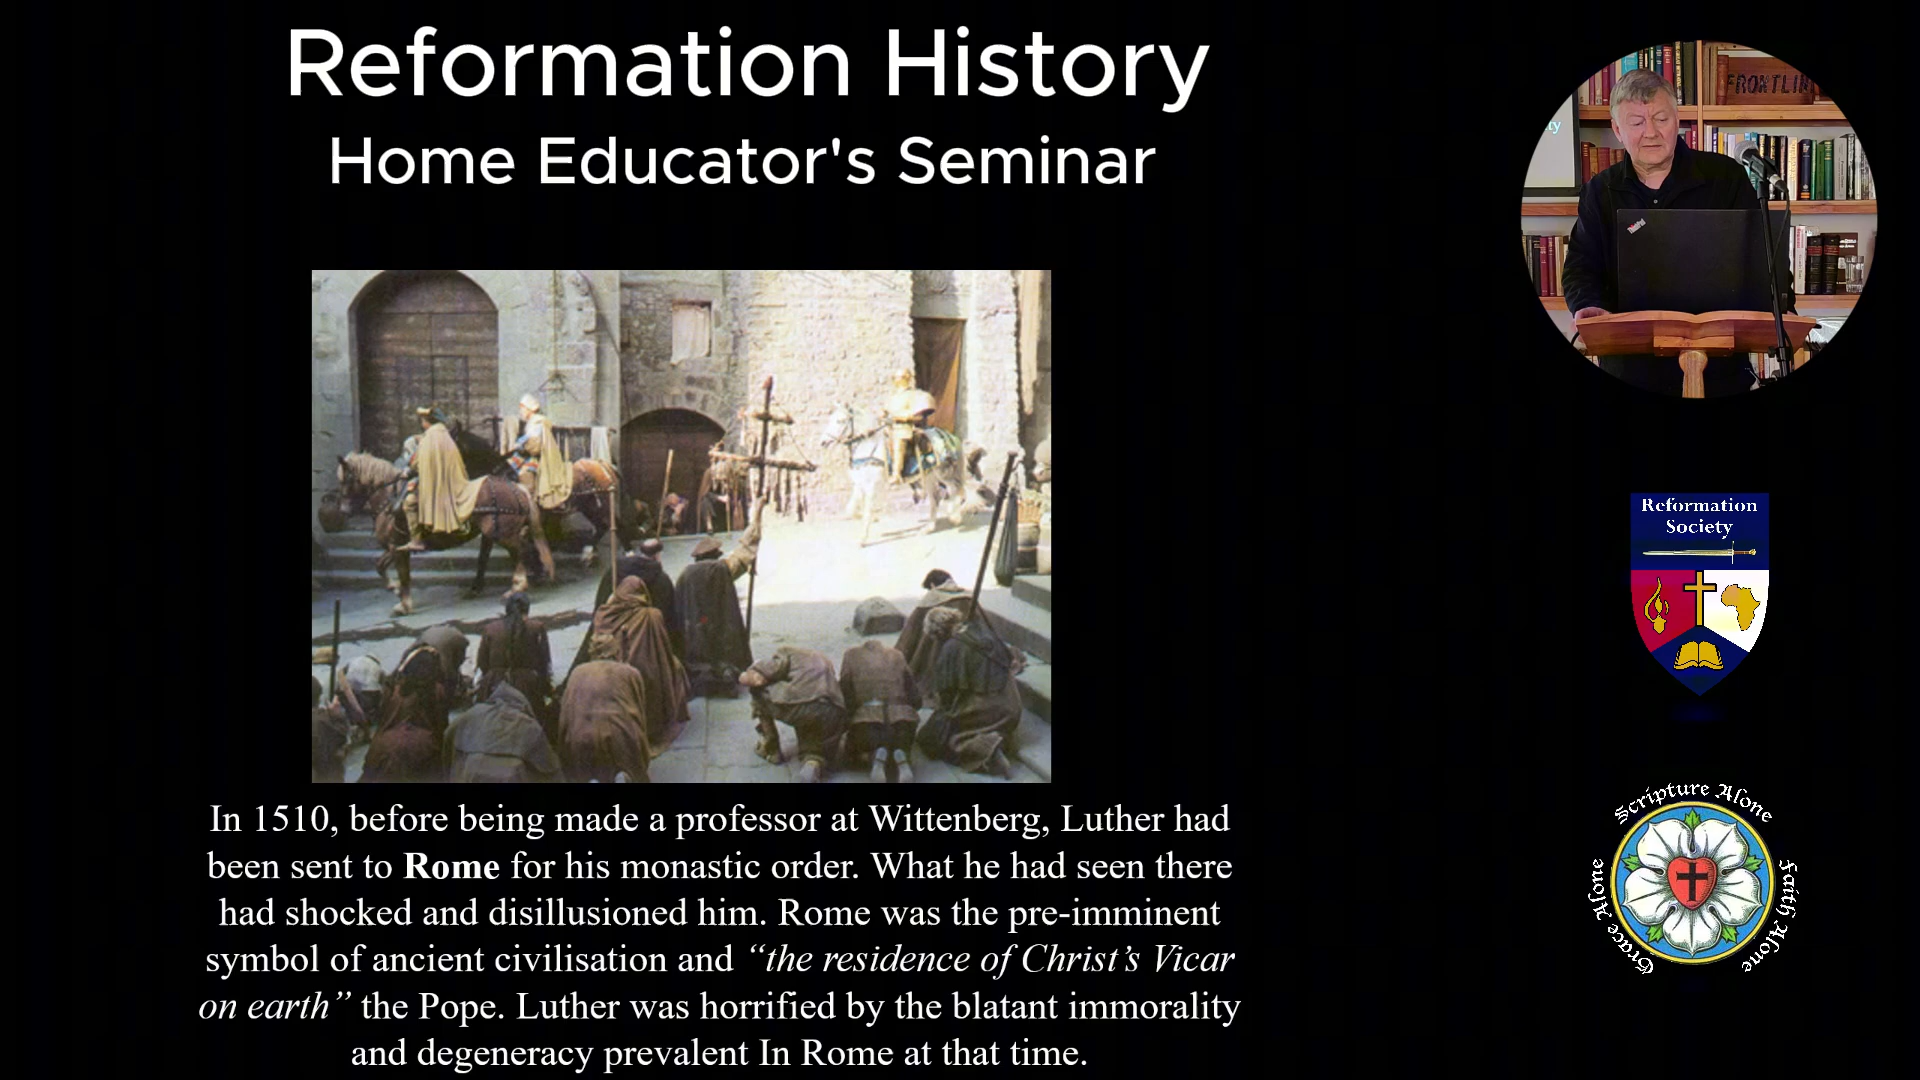 Reformation History
Home Educator's Seminar
FRONTLIN
ty
ThinkPad
Reformation
Society
Scripture Alone
Grace Alone
Faith Alone
In 1510, before being made a professor at Wittenberg, Luther had
been sent to Rome for his monastic order. What he had seen there
had shocked and disillusioned him. Rome was the pre-imminent
symbol of ancient civilisation and “the residence of Christ’s Vicar
on earth” the Pope. Luther was horrified by the blatant immorality
and degeneracy prevalent In Rome at that time.